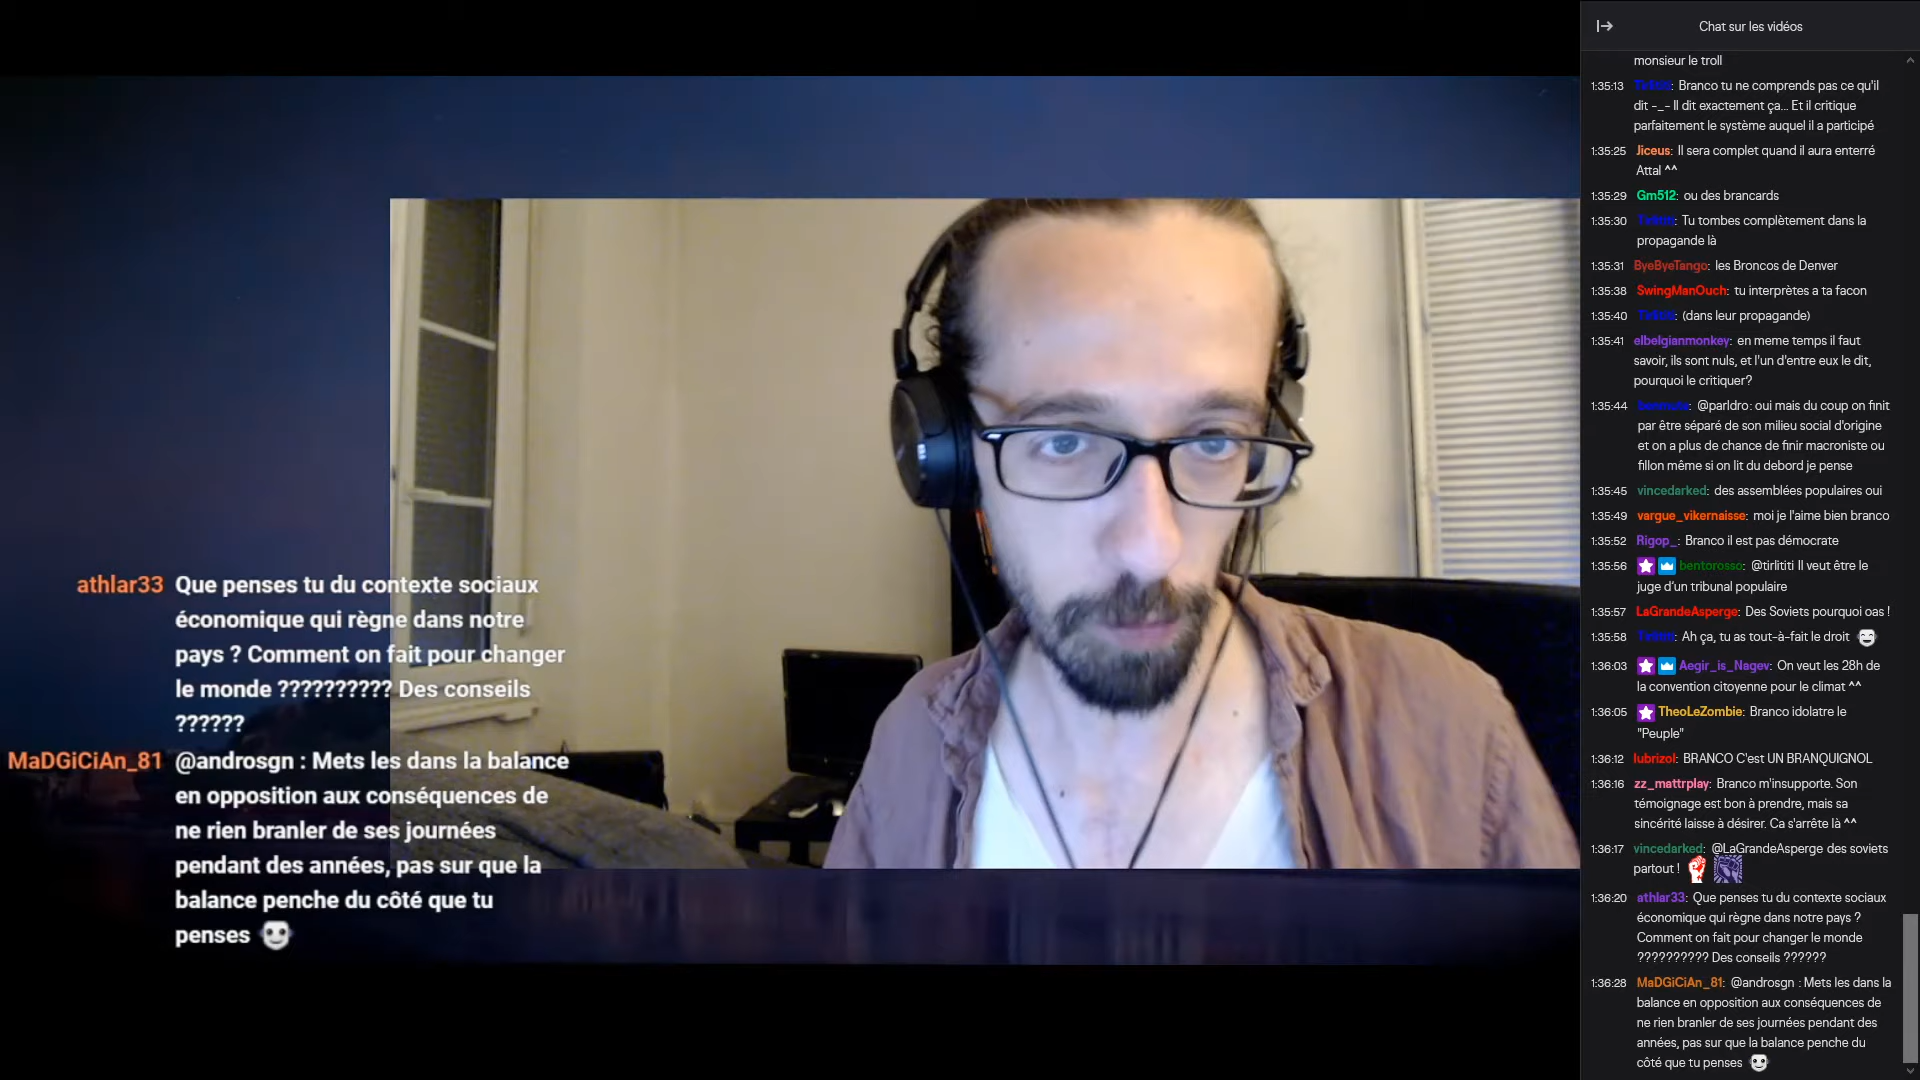 athlar33 Que penses tu du contexte sociaux
économique qui règne dans notre
pays ? Comment on fait pour changer
le monde ?????????? Des conseils
??????
MaDGiCiAn_81 @androsgn : Mets les dans la balance
en opposition aux conséquences de
ne rien branler de ses journées
pendant des années, pas sur que la
balance penche du côté que tu
penses
Chat sur les vidéos
monsieur le troll
1:35:13 Tirlititi: Branco tu ne comprends pas ce qu'il
dit -_- Il dit exactement ça... Et il critique
parfaitement le système auquel il a participé
1:35:25 Jiceus: Il sera complet quand il aura enterré
Attal ^^
1:35:29 Gm512: ou des brancards
1:35:30 Tirlititi: Tu tombes complètement dans la
propagande là
1:35:31 ByeByeTango: les Broncos de Denver
1:35:38 SwingManOuch: tu interprètes a ta facon
1:35:40 Tirlititi: (dans leur propagande)
1:35:41 elbelgianmonkey: en meme temps il faut
savoir, ils sont nuls, et l'un d'entre eux le dit,
pourquoi le critiquer?
1:35:44 @parldro: oui mais du coup on finit
par être séparé de son milieu social d'origine
et on a plus de chance de finir macroniste ou
fillon même si on lit du debord je pense
1:35:45 vincedarked: des assemblées populaires oui
1:35:49 vargue_vikernaisse: moi je l'aime bien branco
1:35:52 Rigop_: Branco il est pas démocrate
1:35:56 bentorosso: @tirlititi Il veut être le
juge d'un tribunal populaire
1:35:57 LaGrandeAsperge: Des Soviets pourquoi oas !
1:35:58 Tirlititi: Ah ça, tu as tout-à-fait le droit
1:36:03 Aegir_is_Nagev: On veut les 28h de
la convention citoyenne pour le climat ^^
1:36:05 TheoLeZombie: Branco idolatre le
"Peuple"
1:36:12 lubrizol: BRANCO C'est UN BRANQUIGNOL
1:36:16 zz_mattrplay: Branco m'insupporte. Son
témoignage est bon à prendre, mais sa
sincérité laisse à désirer. Ca s'arrête là ^^
1:36:17 vincedarked: @LaGrandeAsperge des soviets
partout !
1:36:20 athlar33: Que penses tu du contexte sociaux
économique qui règne dans notre pays ?
Comment on fait pour changer le monde
?????????? Des conseils ??????
1:36:28 MaDGiCiAn_81: @androsgn : Mets les dans la
balance en opposition aux conséquences de
ne rien branler de ses journées pendant des
années, pas sur que la balance penche du
côté que tu penses